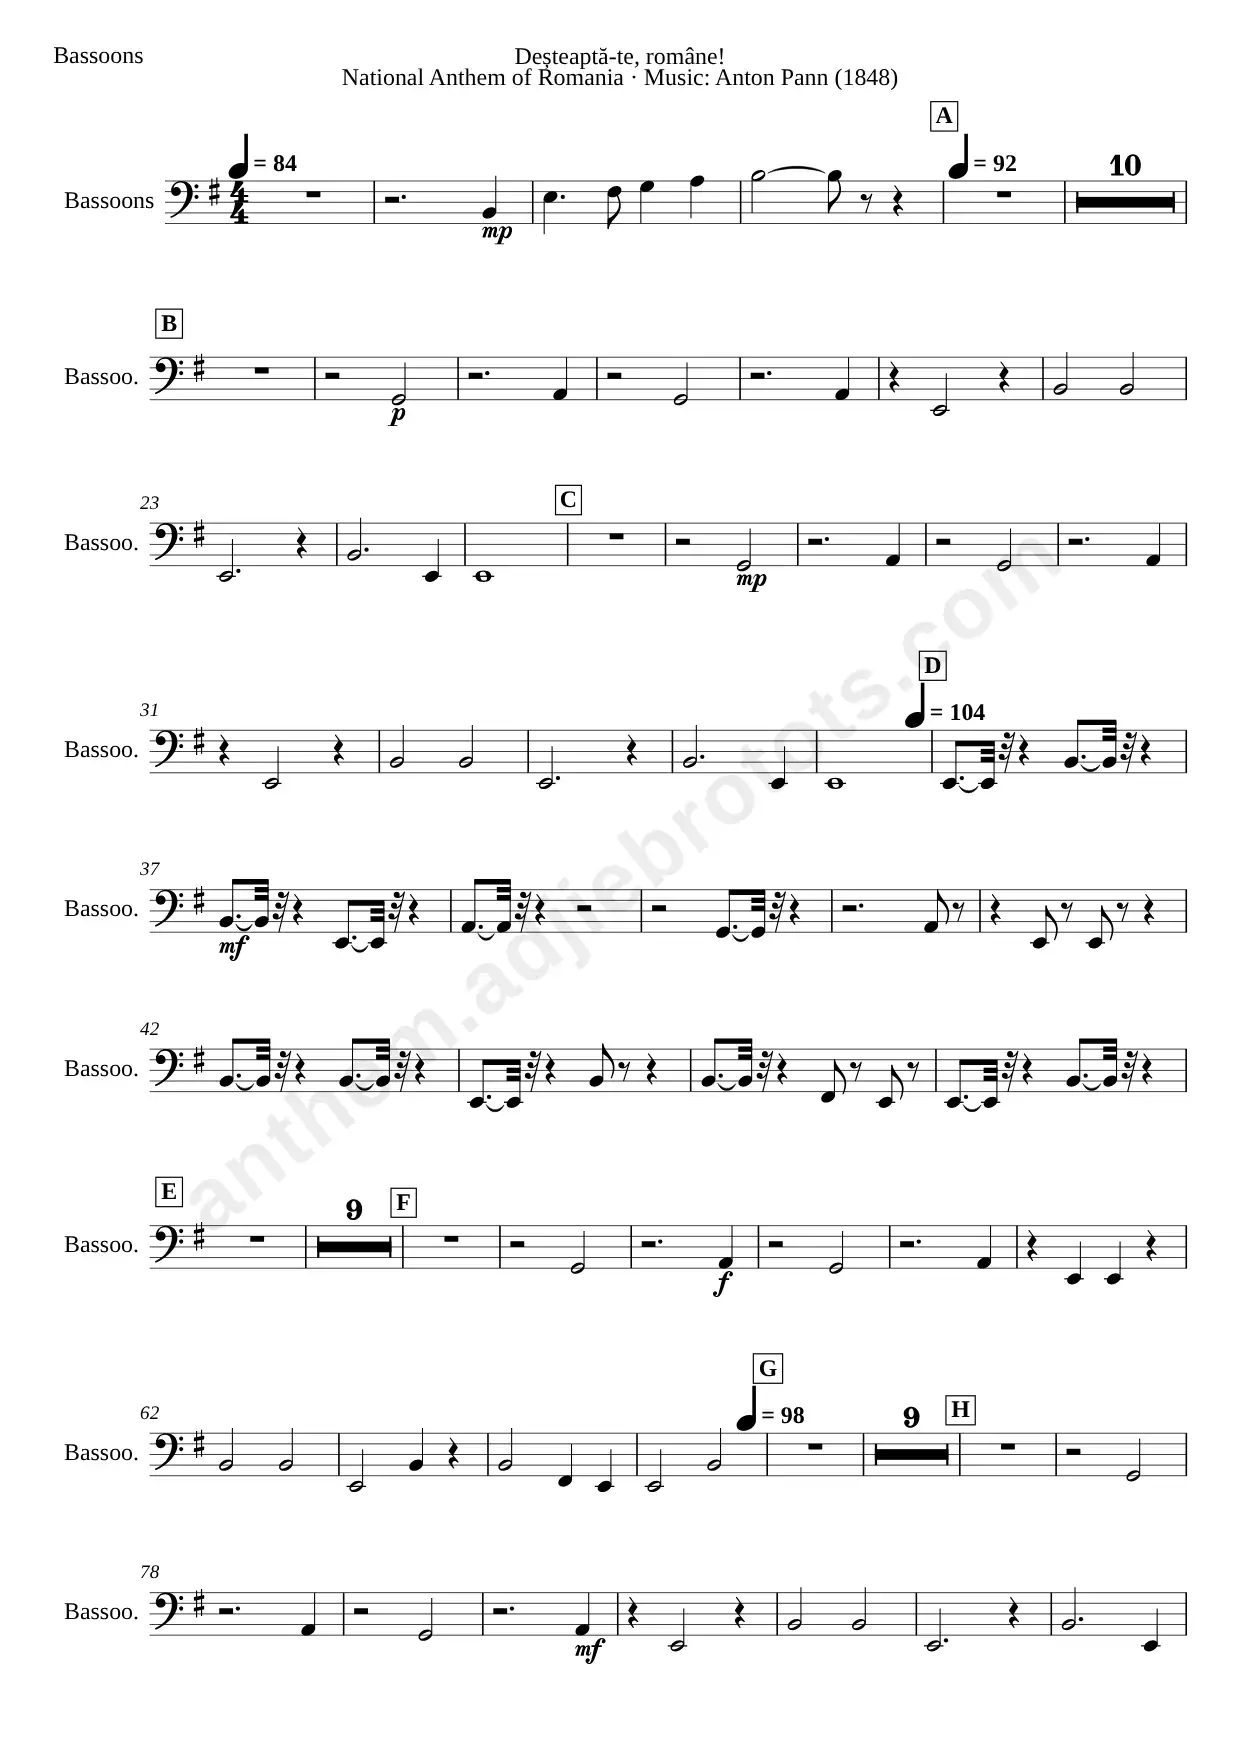 Bassoons
Deșteaptă-te, române!
National Anthem of Romania · Music: Anton Pann (1848)
A
= 84
= 92
10
Bassoons
4
4
mp
B
Bassoo.
p
23
C
Bassoo.
mp
31
D
= 104
Bassoo.
37
Bassoo.
mf
42
Bassoo.
E
9
F
Bassoo.
f
62
G
= 98
9
H
Bassoo.
78
Bassoo.
mf
anthem.adjiebrotots.com